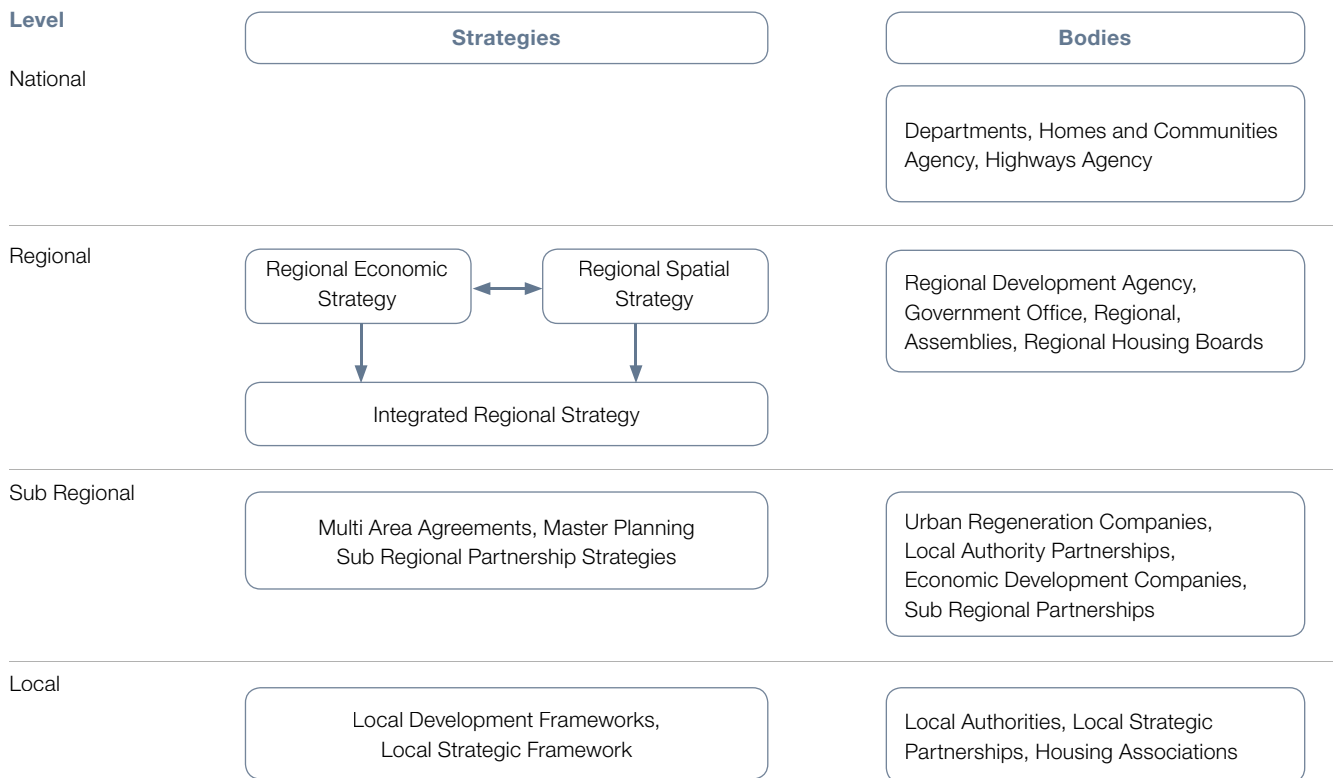 Level
Strategies
Bodies
National
Departments, Homes and Communities
Agency, Highways Agency
Regional
Regional Economic
Strategy
Regional Spatial
Strategy
Integrated Regional Strategy
Regional Development Agency,
Government Office, Regional,
Assemblies, Regional Housing Boards
Sub Regional
Multi Area Agreements, Master Planning
Sub Regional Partnership Strategies
Urban Regeneration Companies,
Local Authority Partnerships,
Economic Development Companies,
Sub Regional Partnerships
Local
Local Development Frameworks,
Local Strategic Framework
Local Authorities, Local Strategic
Partnerships, Housing Associations